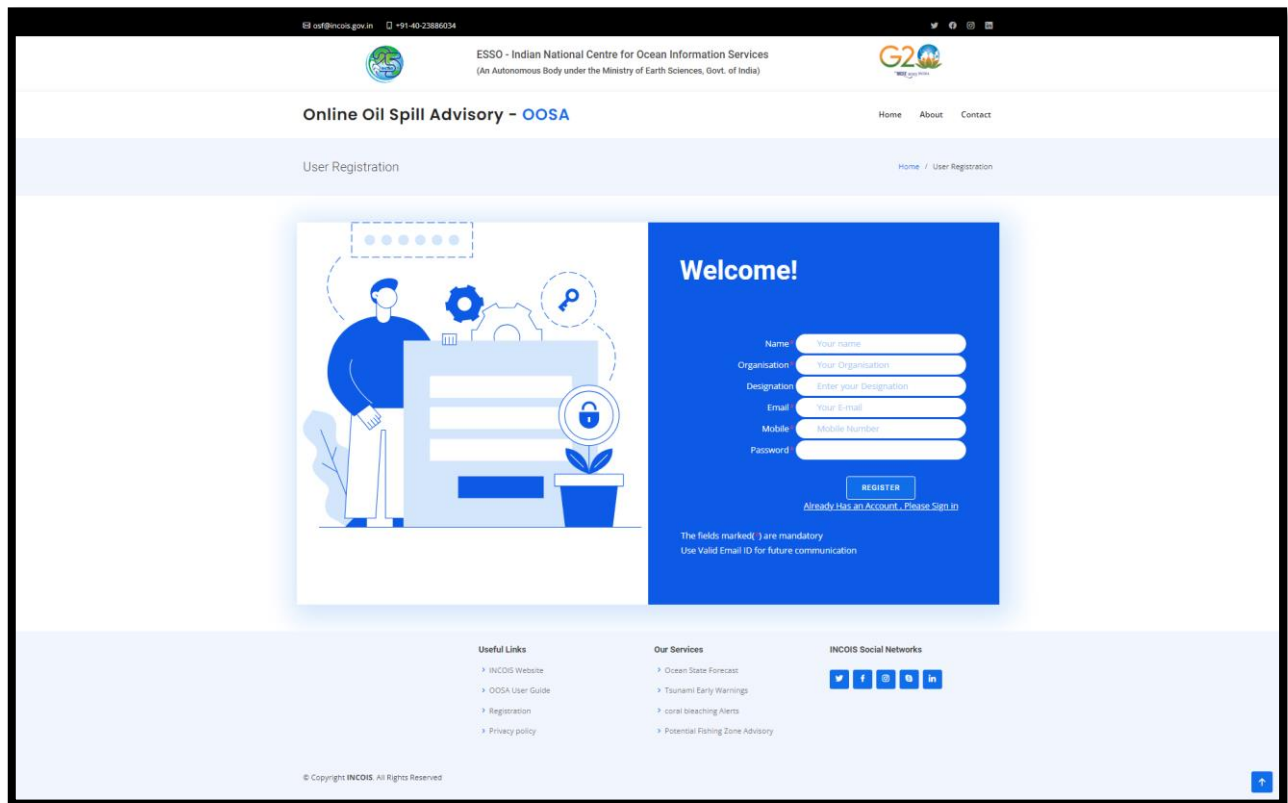 osf@incois.gov.in +91-40-23886034
ESSO - Indian National Centre for Ocean Information Services
(An Autonomous Body under the Ministry of Earth Sciences, Govt. of India)
25
G20
Online Oil Spill Advisory - OOSA
Home About Contact
User Registration
Home / User Registration
Welcome!
Name* Your name
Organisation* Your Organisation
Designation Enter your Designation
Email* Your E-mail
Mobile* Mobile Number
Password*
REGISTER
Already Has an Account , Please Sign in
The fields marked(*) are mandatory
Use Valid Email ID for future communication
Useful Links
INCOIS Website
OOSA User Guide
Registration
Privacy policy
Our Services
Ocean State Forecast
Tsunami Early Warnings
coral bleaching Alerts
Potential Fishing Zone Advisory
INCOIS Social Networks
© Copyright INCOIS. All Rights Reserved